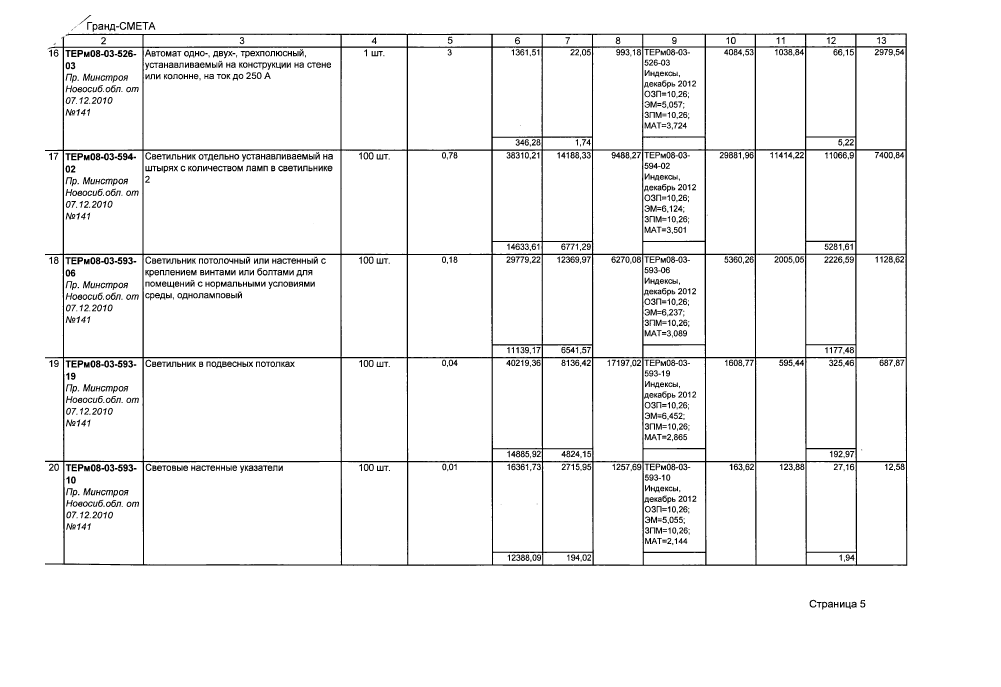 Гранд-СМЕТА
2 3 4 5 6 7 8 9 10 11 12 13
16 ТЕРм08-03-526- Автомат одно-, двух-, трехполюсный, 1 шт. 3 1361,51 22,05 993,18 ТЕРм08-03- 4084,53 1038,84 66,15 2979,54
03 устанавливаемый на конструкции на стене 526-03
Пр. Минстроя или колонне, на ток до 250 А Индексы,
Новосиб.обл. от декабрь 2012
07.12.2010 ОЗП=10,26;
№141 ЭМ=5,057;
ЗПМ=10,26;
МАТ=3,724
346,28 1,74 5,22
17 ТЕРм08-03-594- Светильник отдельно устанавливаемый на 100 шт. 0,78 38310,21 14188,33 9488,27 ТЕРм08-03- 29881,96 11414,22 11066,9 7400,84
02 штырях с количеством ламп в светильнике 594-02
Пр. Минстроя 2 Индексы,
Новосиб.обл. от декабрь 2012
07.12.2010 ОЗП=10,26;
№141 ЭМ=6,124;
ЗПМ=10,26;
МАТ=3,501
14633,61 6771,29 5281,61
18 ТЕРм08-03-593- Светильник потолочный или настенный с 100 шт. 0,18 29779,22 12369,97 6270,08 ТЕРм08-03- 5360,26 2005,05 2226,59 1128,62
06 креплением винтами или болтами для 593-06
Пр. Минстроя помещений с нормальными условиями Индексы,
Новосиб.обл. от среды, одноламповый декабрь 2012
07.12.2010 ОЗП=10,26;
№141 ЭМ=6,237;
ЗПМ=10,26;
МАТ=3,089
11139,17 6541,57 1177,48
19 ТЕРм08-03-593- Светильник в подвесных потолках 100 шт. 0,04 40219,36 8136,42 17197,02 ТЕРм08-03- 1608,77 595,44 325,46 687,87
19 593-19
Пр. Минстроя Индексы,
Новосиб.обл. от декабрь 2012
07.12.2010 ОЗП=10,26;
№141 ЭМ=6,452;
ЗПМ=10,26;
МАТ=2,865
14885,92 4824,15 192,97
20 ТЕРм08-03-593- Световые настенные указатели 100 шт. 0,01 16361,73 2715,95 1257,69 ТЕРм08-03- 163,62 123,88 27,16 12,58
10 593-10
Пр. Минстроя Индексы,
Новосиб.обл. от декабрь 2012
07.12.2010 ОЗП=10,26;
№141 ЭМ=5,055;
ЗПМ=10,26;
МАТ=2,144
12388,09 194,02 1,94
Страница 5